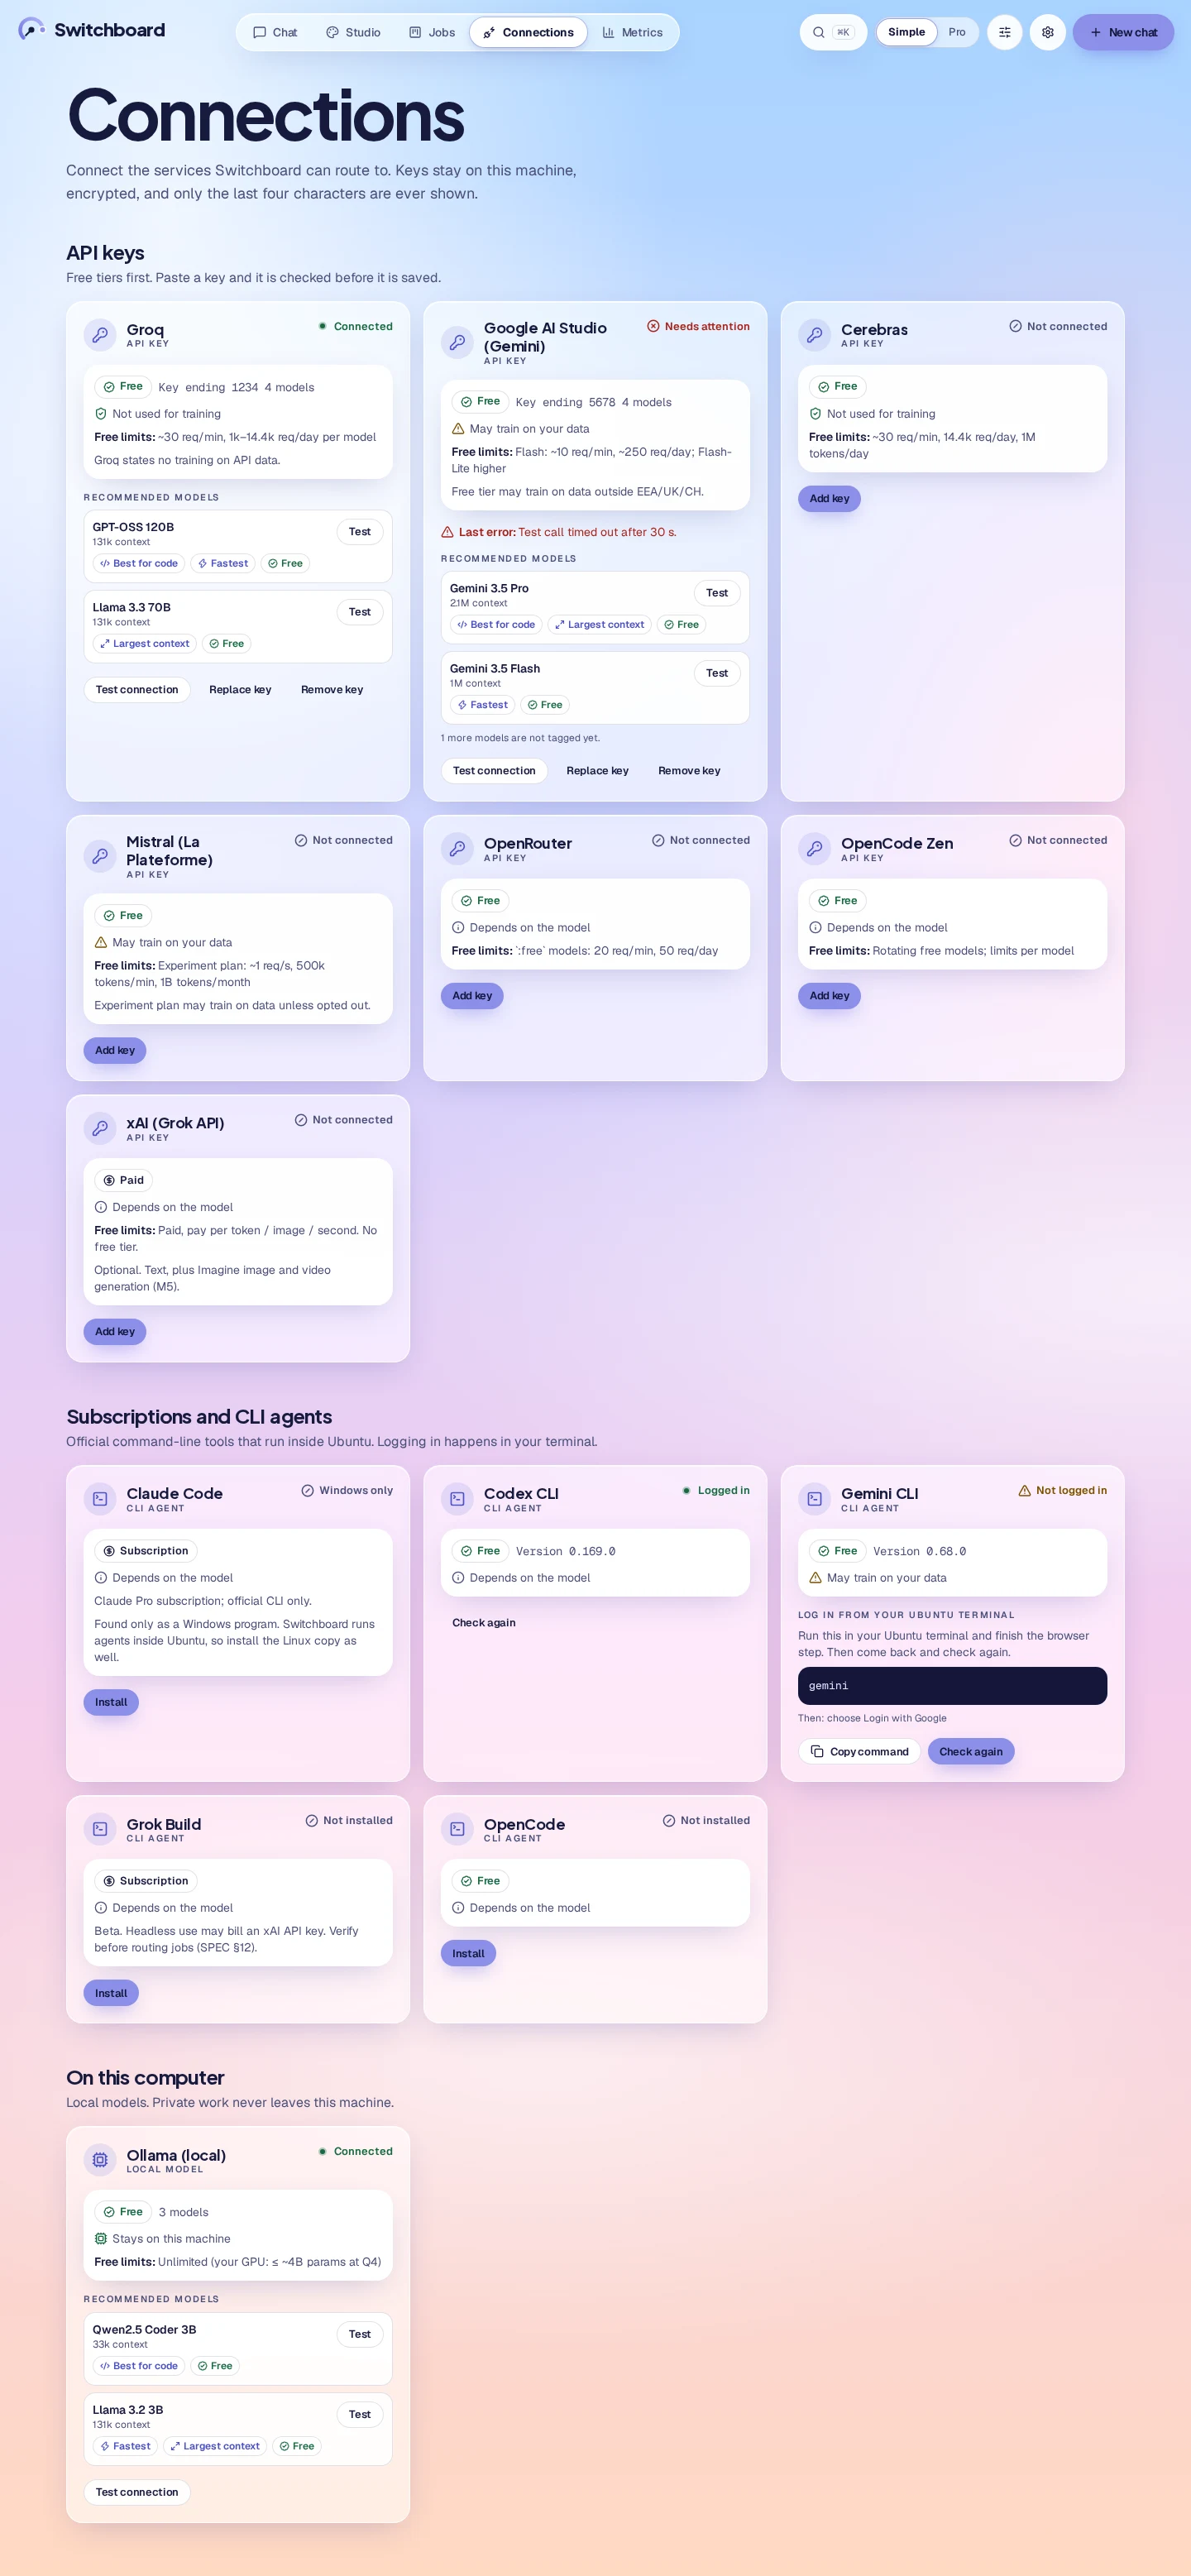 Switchboard
Chat
Studio
Jobs
Connections
Metrics
⌘K
Simple
Pro
New chat
Connections
Connect the services Switchboard can route to. Keys stay on this machine,
encrypted, and only the last four characters are ever shown.
API keys
Free tiers first. Paste a key and it is checked before it is saved.
Groq
API KEY
Connected
Free Key ending 1234 4 models
Not used for training
Free limits: ~30 req/min, 1k–14.4k req/day per model
Groq states no training on API data.
RECOMMENDED MODELS
GPT-OSS 120B
131k context
Test
Best for code Fastest Free
Llama 3.3 70B
131k context
Test
Largest context Free
Test connection Replace key Remove key
Google AI Studio
(Gemini)
API KEY
Needs attention
Free Key ending 5678 4 models
May train on your data
Free limits: Flash: ~10 req/min, ~250 req/day; Flash-
Lite higher
Free tier may train on data outside EEA/UK/CH.
Last error: Test call timed out after 30 s.
RECOMMENDED MODELS
Gemini 3.5 Pro
2.1M context
Test
Best for code Largest context Free
Gemini 3.5 Flash
1M context
Test
Fastest Free
1 more models are not tagged yet.
Test connection Replace key Remove key
Cerebras
API KEY
Not connected
Free
Not used for training
Free limits: ~30 req/min, 14.4k req/day, 1M
tokens/day
Add key
Mistral (La
Plateforme)
API KEY
Not connected
Free
May train on your data
Free limits: Experiment plan: ~1 req/s, 500k
tokens/min, 1B tokens/month
Experiment plan may train on data unless opted out.
Add key
OpenRouter
API KEY
Not connected
Free
Depends on the model
Free limits: `:free` models: 20 req/min, 50 req/day
Add key
OpenCode Zen
API KEY
Not connected
Free
Depends on the model
Free limits: Rotating free models; limits per model
Add key
xAI (Grok API)
API KEY
Not connected
Paid
Depends on the model
Free limits: Paid, pay per token / image / second. No
free tier.
Optional. Text, plus Imagine image and video
generation (M5).
Add key
Subscriptions and CLI agents
Official command-line tools that run inside Ubuntu. Logging in happens in your terminal.
Claude Code
CLI AGENT
Windows only
Subscription
Depends on the model
Claude Pro subscription; official CLI only.
Found only as a Windows program. Switchboard runs
agents inside Ubuntu, so install the Linux copy as
well.
Install
Codex CLI
CLI AGENT
Logged in
Free Version 0.169.0
Depends on the model
Check again
Gemini CLI
CLI AGENT
Not logged in
Free Version 0.68.0
May train on your data
LOG IN FROM YOUR UBUNTU TERMINAL
Run this in your Ubuntu terminal and finish the browser
step. Then come back and check again.
gemini
Then: choose Login with Google
Copy command Check again
Grok Build
CLI AGENT
Not installed
Subscription
Depends on the model
Beta. Headless use may bill an xAI API key. Verify
before routing jobs (SPEC §12).
Install
OpenCode
CLI AGENT
Not installed
Free
Depends on the model
Install
On this computer
Local models. Private work never leaves this machine.
Ollama (local)
LOCAL MODEL
Connected
Free 3 models
Stays on this machine
Free limits: Unlimited (your GPU: ≤ ~4B params at Q4)
RECOMMENDED MODELS
Qwen2.5 Coder 3B
33k context
Test
Best for code Free
Llama 3.2 3B
131k context
Test
Fastest Largest context Free
Test connection